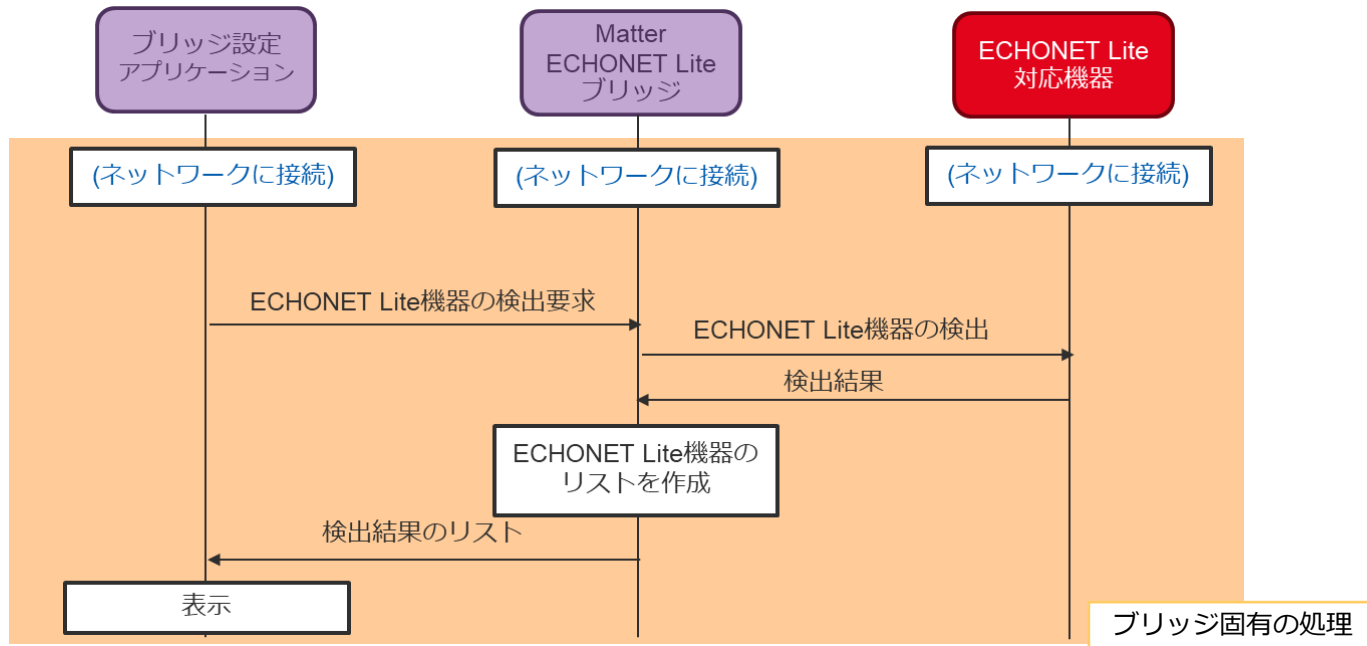 ブリッジ設定
アプリケーション
Matter
ECHONET Lite
ブリッジ
ECHONET Lite
対応機器
(ネットワークに接続)
(ネットワークに接続)
(ネットワークに接続)
ECHONET Lite機器の検出要求
ECHONET Lite機器の検出
検出結果
ECHONET Lite機器の
リストを作成
検出結果のリスト
表示
ブリッジ固有の処理